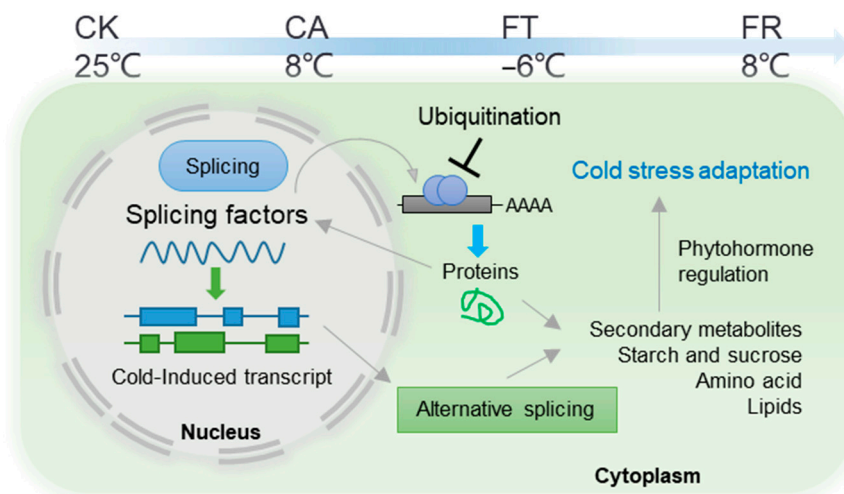 CK CA FT FR
25℃ 8℃ –6℃ 8℃
Ubiquitination
Splicing
Cold stress adaptation
Splicing factors
AAAA
Phytohormone
regulation
Proteins
Secondary metabolites
Starch and sucrose
Amino acid
Lipids
Cold-Induced transcript
Alternative splicing
Nucleus
Cytoplasm